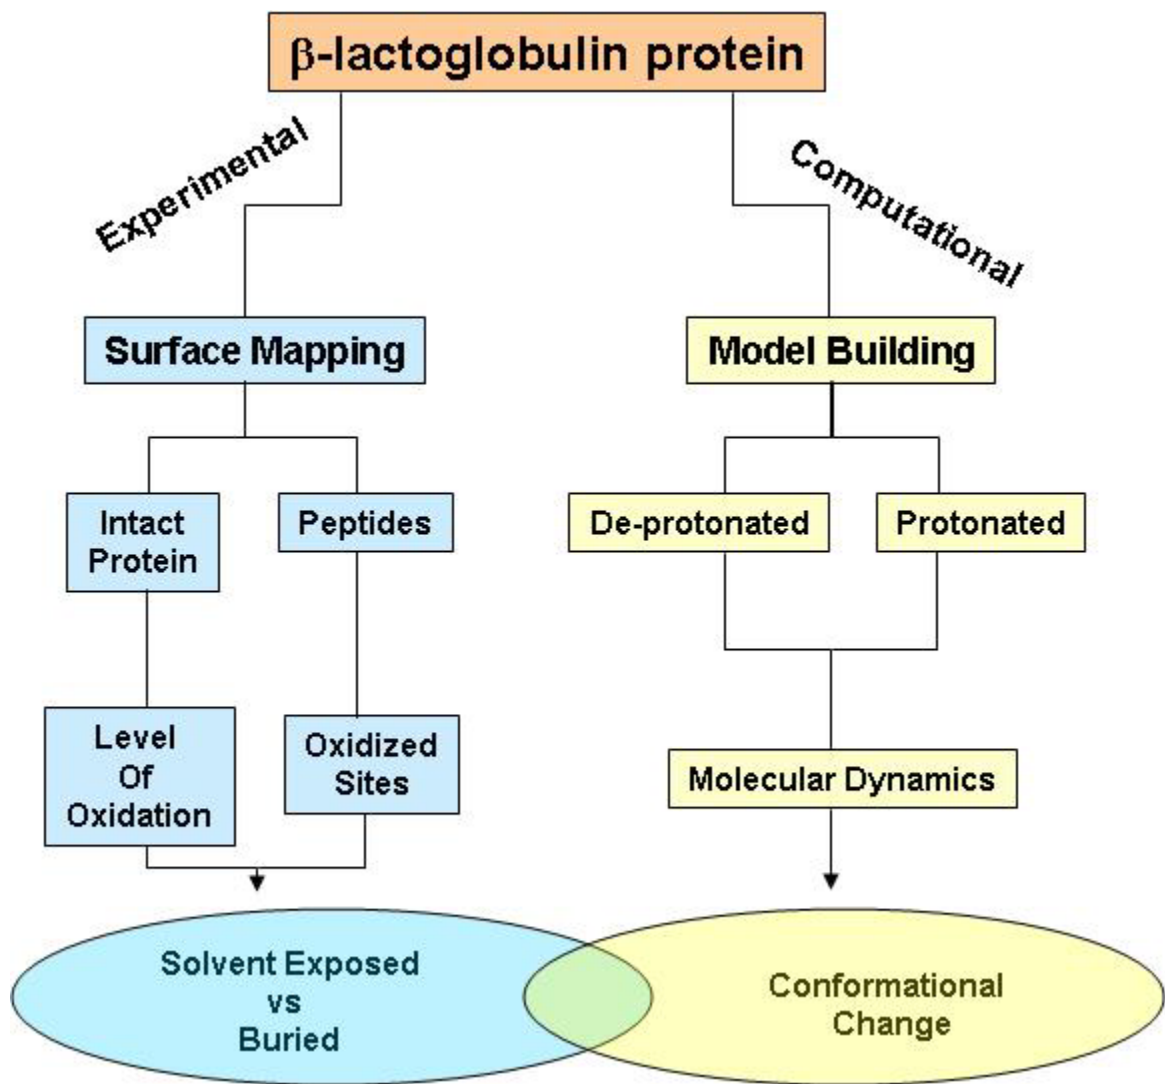 β-lactoglobulin protein
Experimental
Computational
Surface Mapping
Model Building
Intact
Protein
Peptides
De-protonated
Protonated
Level
Of
Oxidation
Oxidized
Sites
Molecular Dynamics
Solvent Exposed
vs
Buried
Conformational
Change